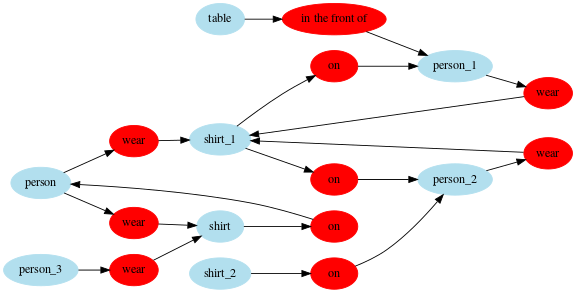 table
in the front of
on
person_1
wear
wear
shirt_1
wear
person
on
person_2
wear
shirt
on
person_3
wear
shirt_2
on